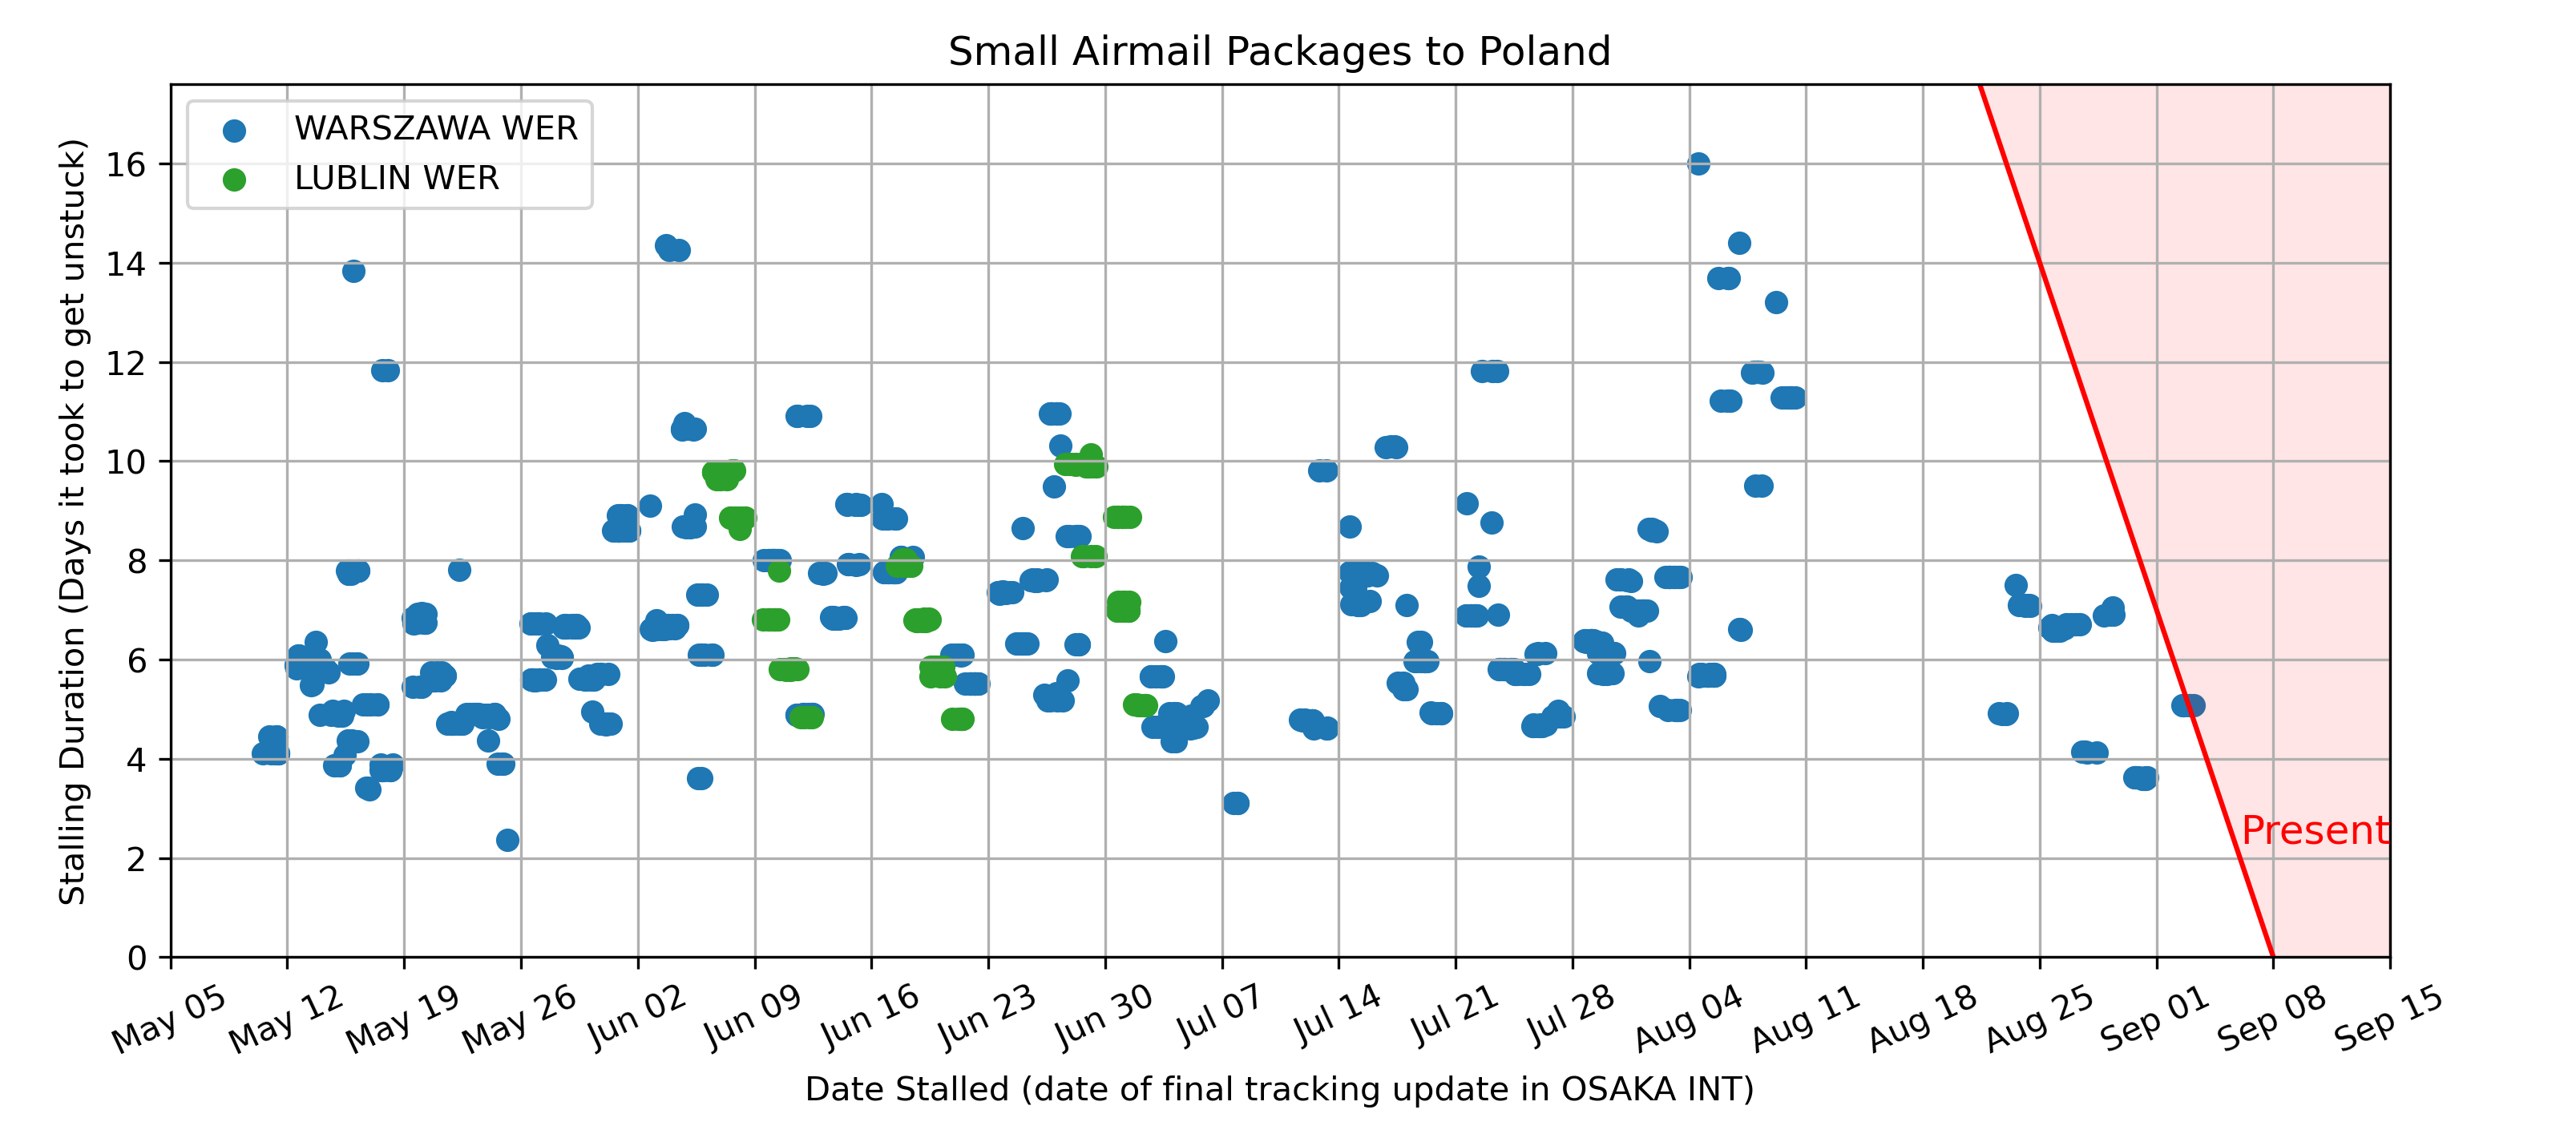 Small Airmail Packages to Poland
WARSZAWA WER
LUBLIN WER
Stalling Duration (Days it took to get unstuck)
16
14
12
10
8
6
4
2
0
Present
May 05
May 12
May 19
May 26
Jun 02
Jun 09
Jun 16
Jun 23
Jun 30
Jul 07
Jul 14
Jul 21
Jul 28
Aug 04
Aug 11
Aug 18
Aug 25
Sep 01
Sep 08
Sep 15
Date Stalled (date of final tracking update in OSAKA INT)